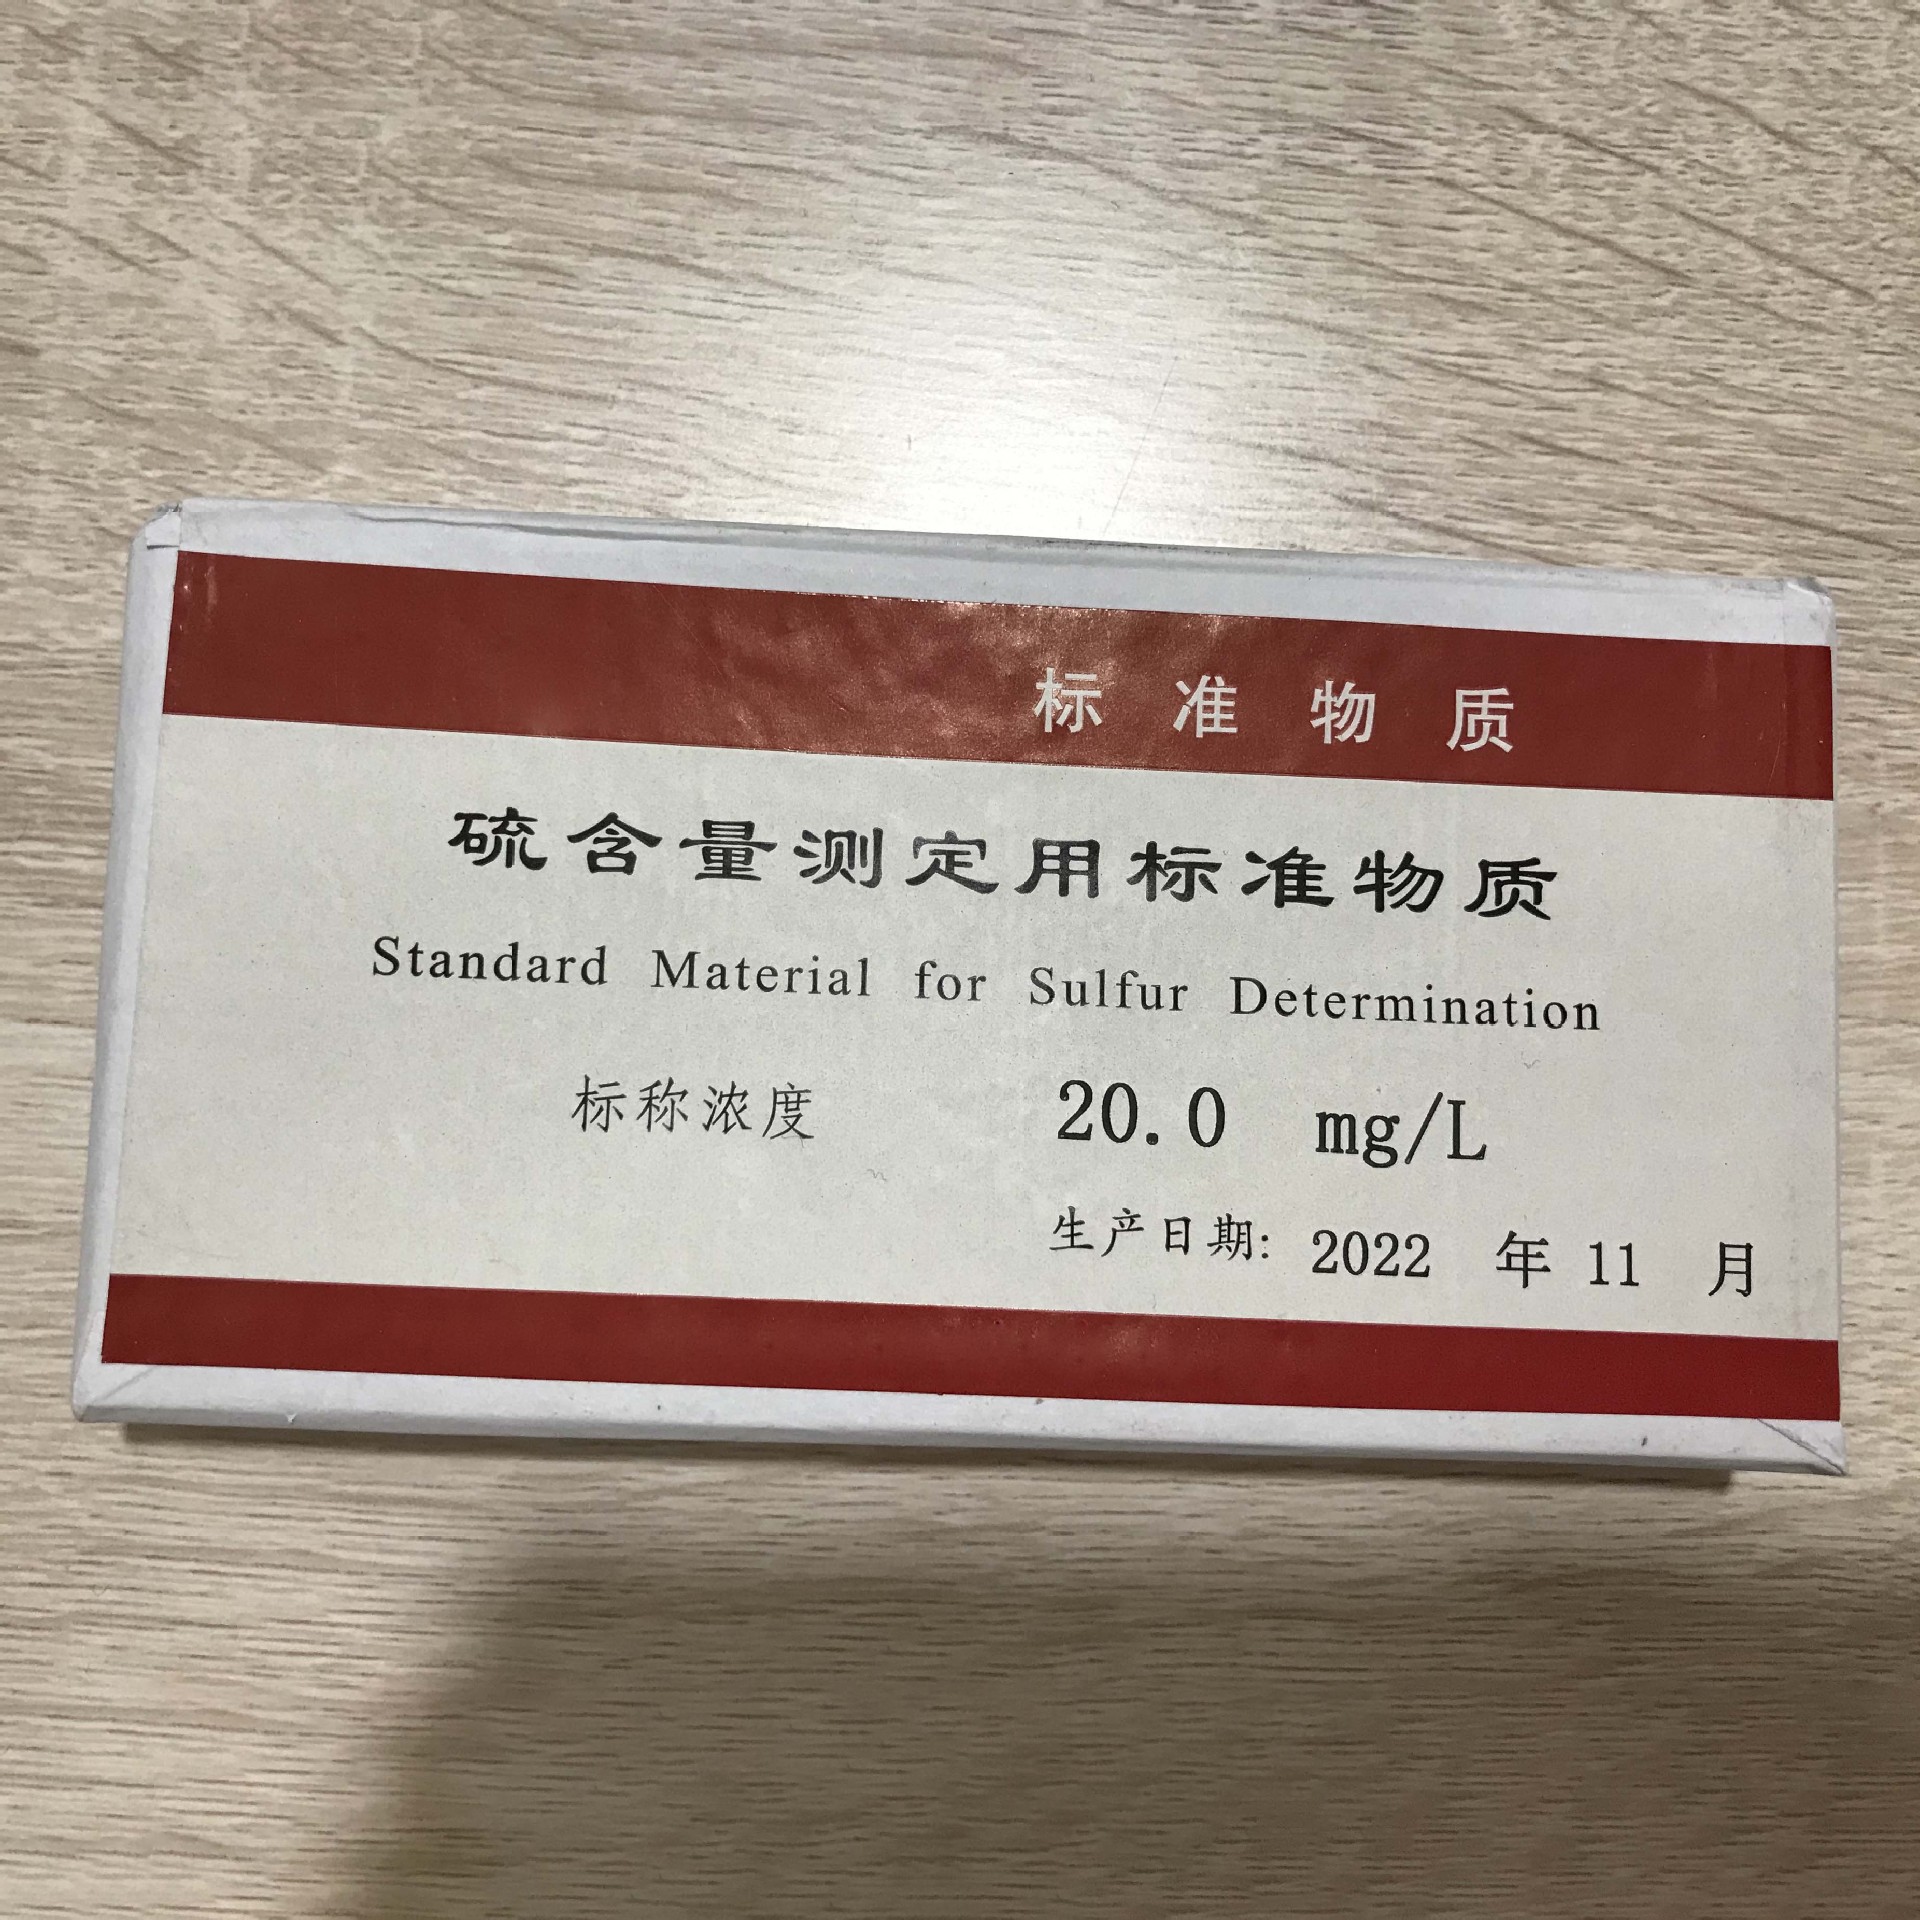 标准物质
硫含量测定用标准物质
Standard Material for Sulfur Determination
标称浓度 20.0 mg/L
生产日期: 2022 年 11 月